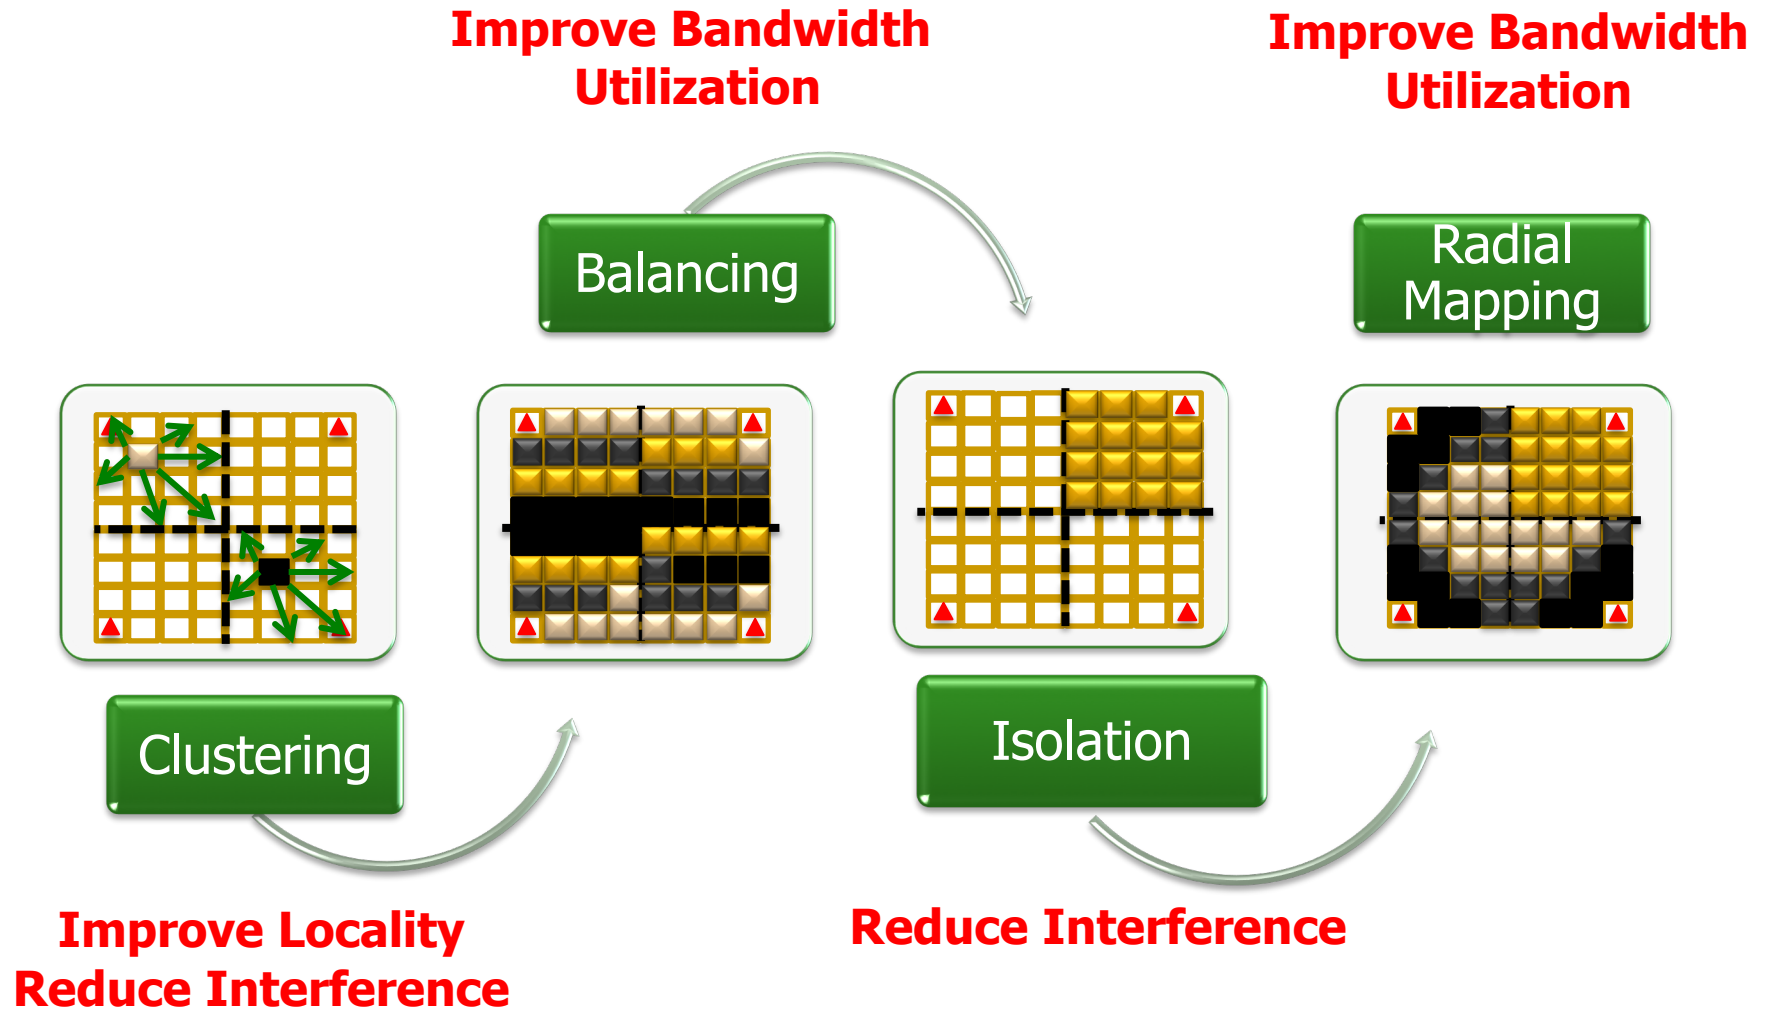 Improve Bandwidth
Utilization
Improve Bandwidth
Utilization
Balancing
Radial
Mapping
Clustering
Isolation
Improve Locality
Reduce Interference
Reduce Interference